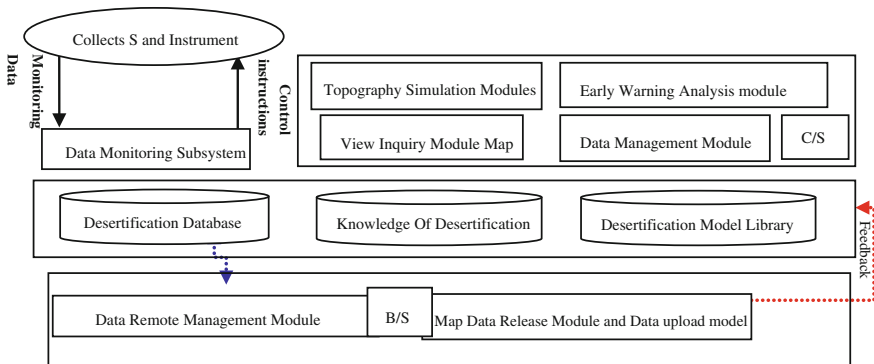 Collects S and Instrument
Monitoring
Data
Control
instructions
Topography Simulation Modules
Early Warning Analysis module
View Inquiry Module Map
Data Management Module
C/S
Data Monitoring Subsystem
Desertification Database
Knowledge Of Desertification
Desertification Model Library
Feedback
Data Remote Management Module
B/S
Map Data Release Module and Data upload model